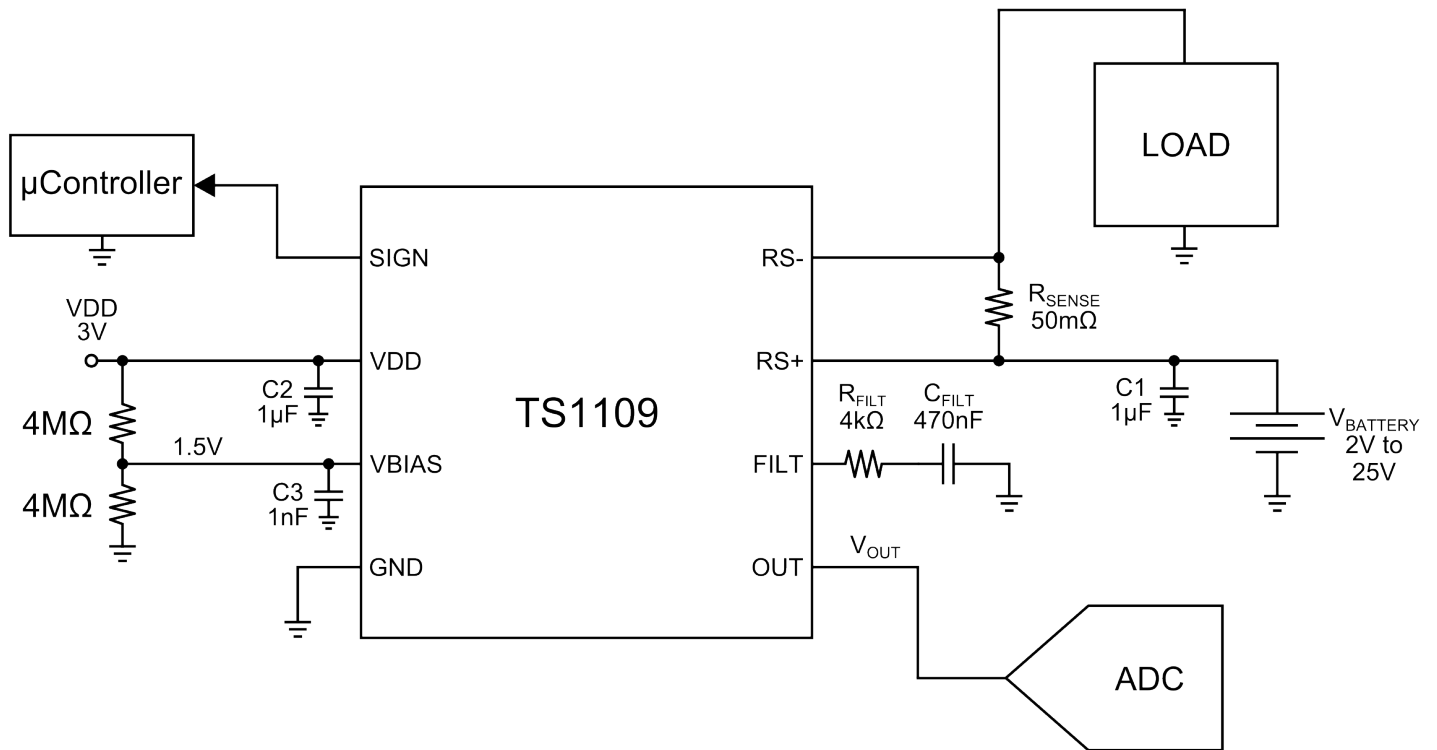 LOAD
µController
SIGN
RS-
RSENSE
50mΩ
VDD
3V
VDD
RS+
C2
1µF
C1
1µF
RFILT
4kΩ
CFILT
470nF
TS1109
4MΩ
1.5V
VBIAS
FILT
VBATTERY
2V to
25V
C3
1nF
4MΩ
GND
OUT
VOUT
ADC